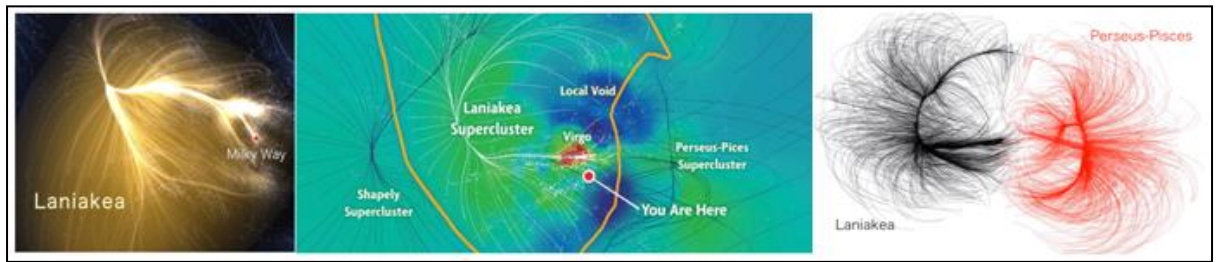 Milky Way
Laniakea
Local Void
Laniakea
Supercluster
Virgo
Perseus-Pices
Supercluster
Shapely
Supercluster
You Are Here
Perseus-Pisces
Laniakea